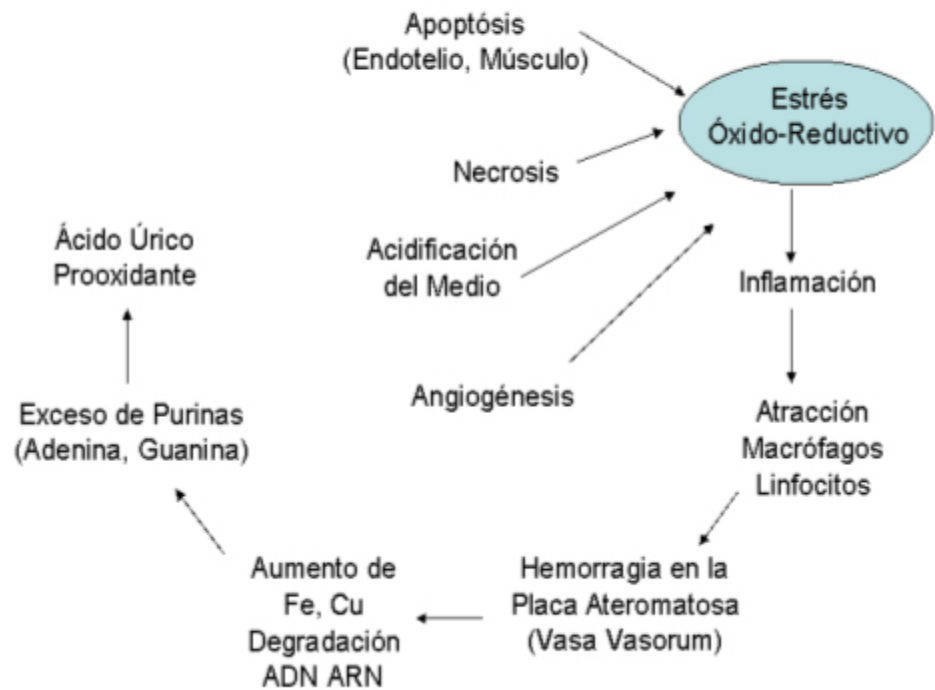 Apoptósis
(Endotelio, Músculo)
Estrés
Óxido-Reductivo
Necrosis
Acidificación
del Medio
Angiogénesis
Inflamación
Atracción
Macrófagos
Linfocitos
Hemorragia en la
Placa Ateromatosa
(Vasa Vasorum)
Aumento de
Fe, Cu
Degradación
ADN ARN
Exceso de Purinas
(Adenina, Guanina)
Ácido Úrico
Prooxidante